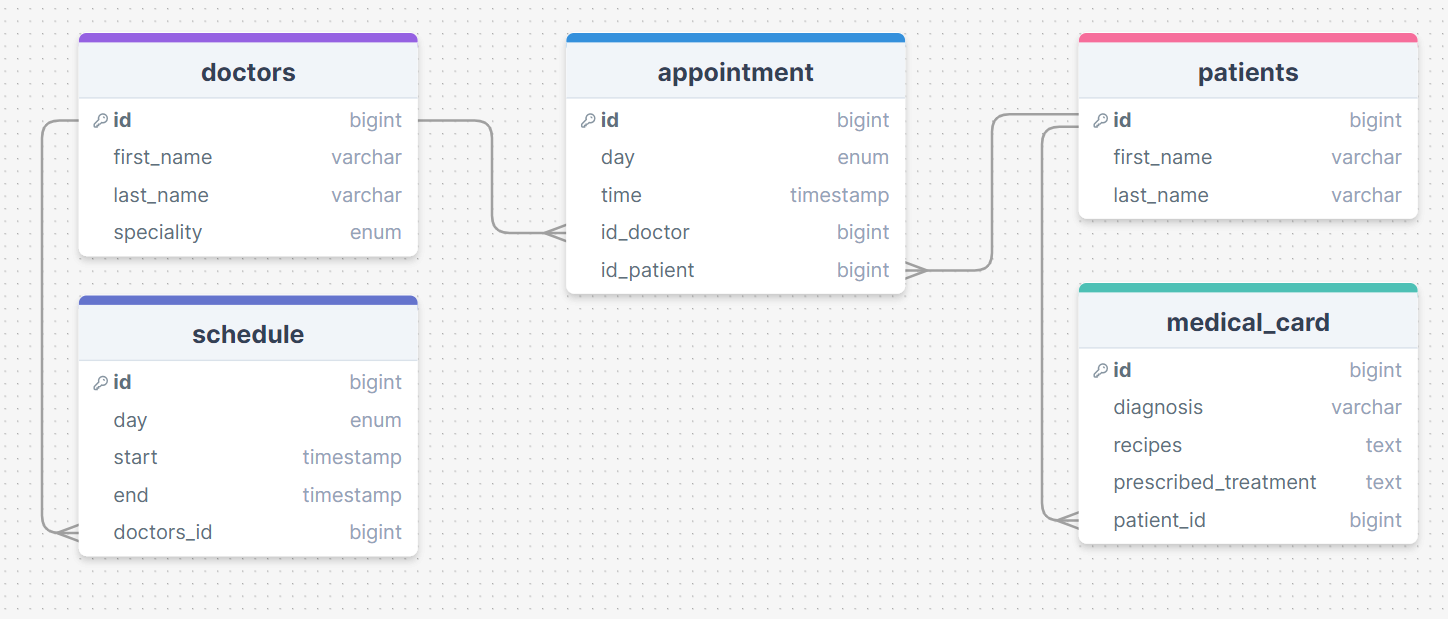 doctors
id bigint
first_name varchar
last_name varchar
speciality enum
schedule
id bigint
day enum
start timestamp
end timestamp
doctors_id bigint
appointment
id bigint
day enum
time timestamp
id_doctor bigint
id_patient bigint
patients
id bigint
first_name varchar
last_name varchar
medical_card
id bigint
diagnosis varchar
recipes text
prescribed_treatment text
patient_id bigint